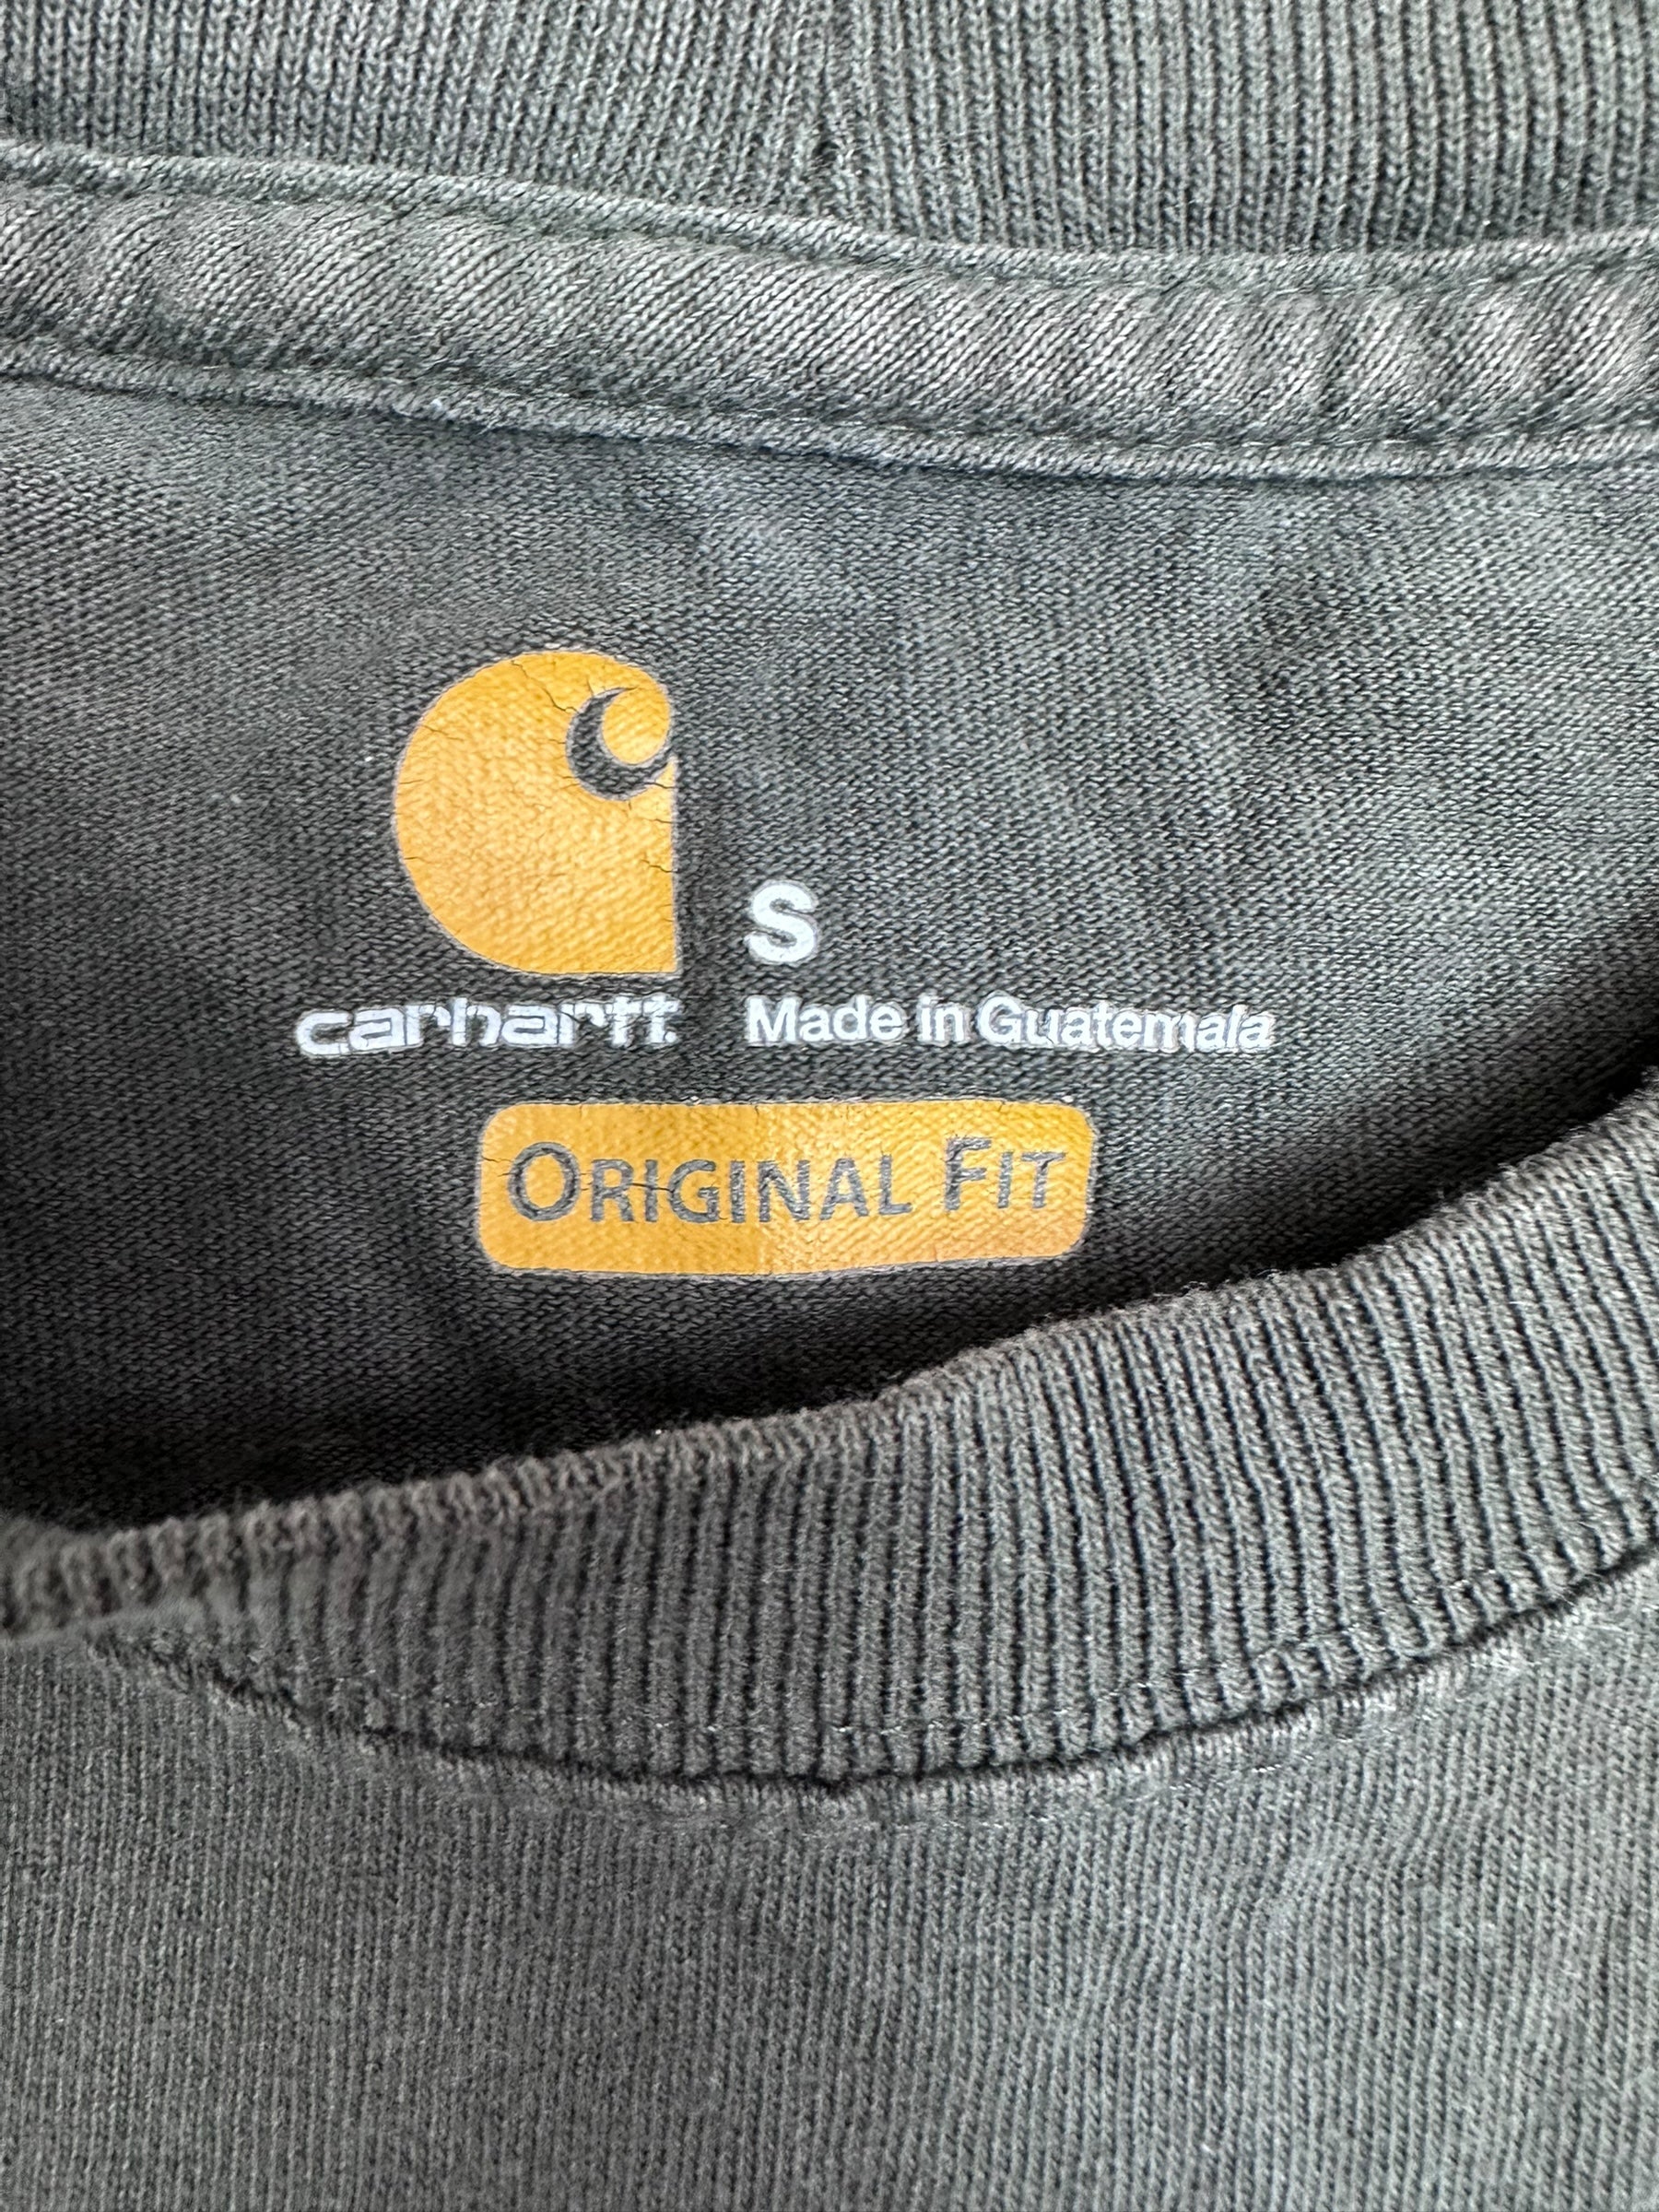 S
carhartt
Made in Guatemala
ORIGINAL FIT